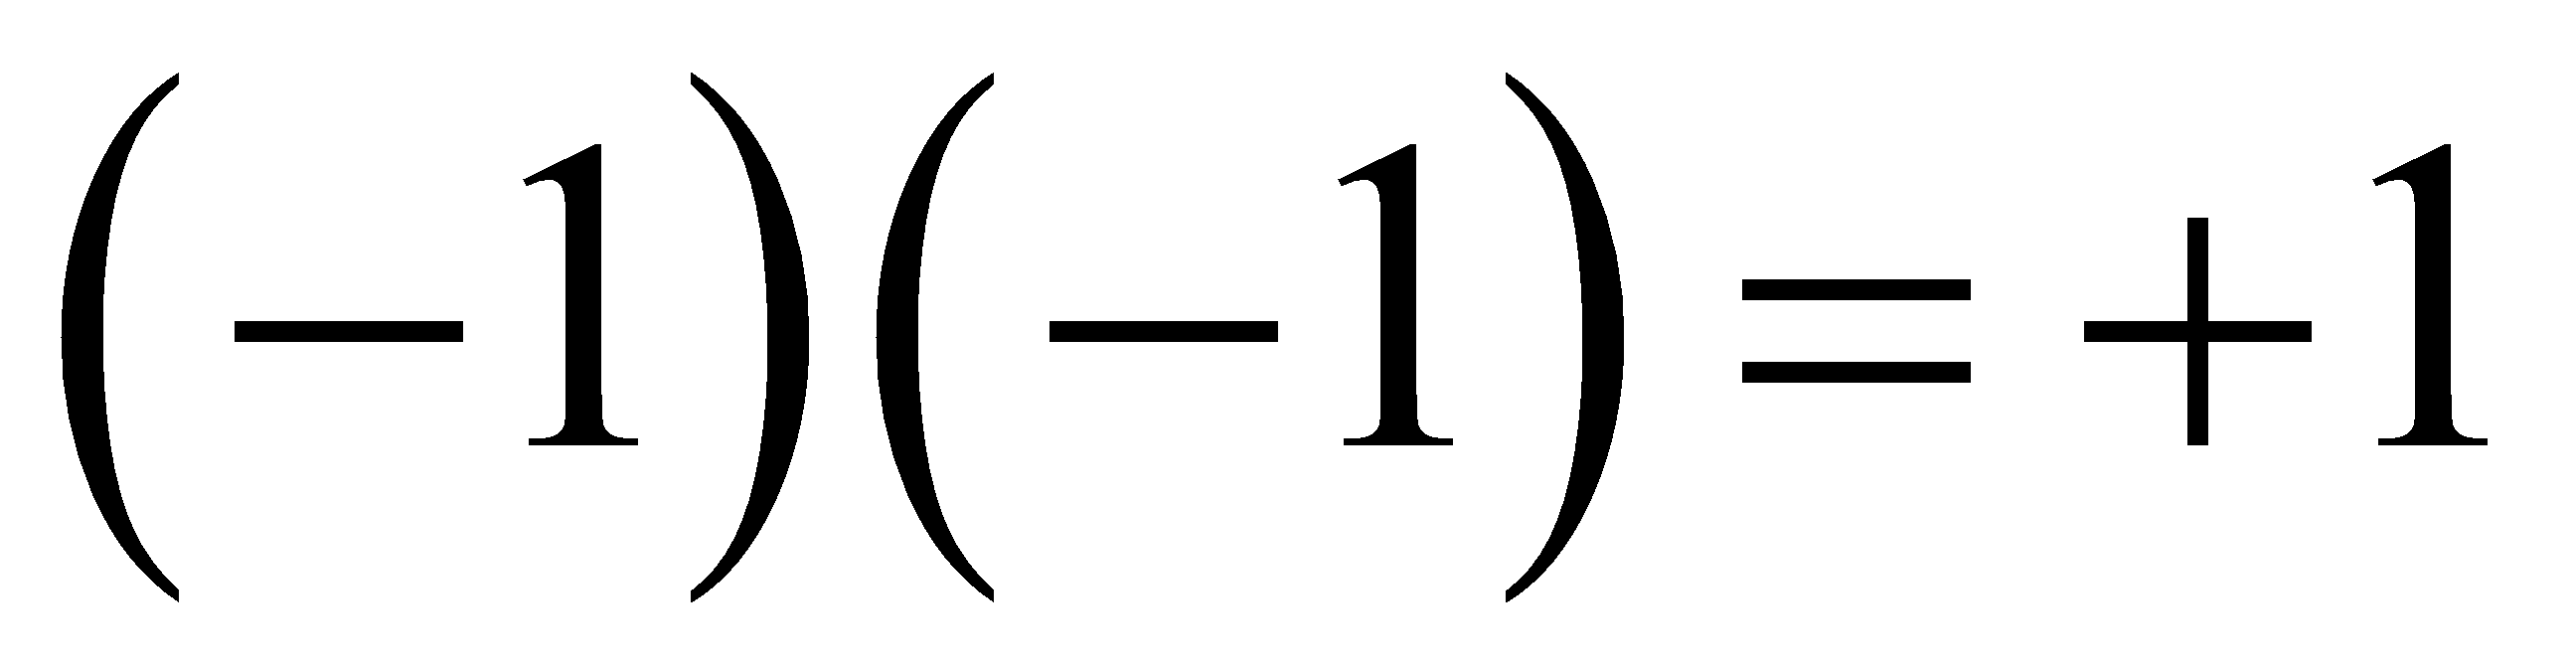 (−1)(−1) = +1